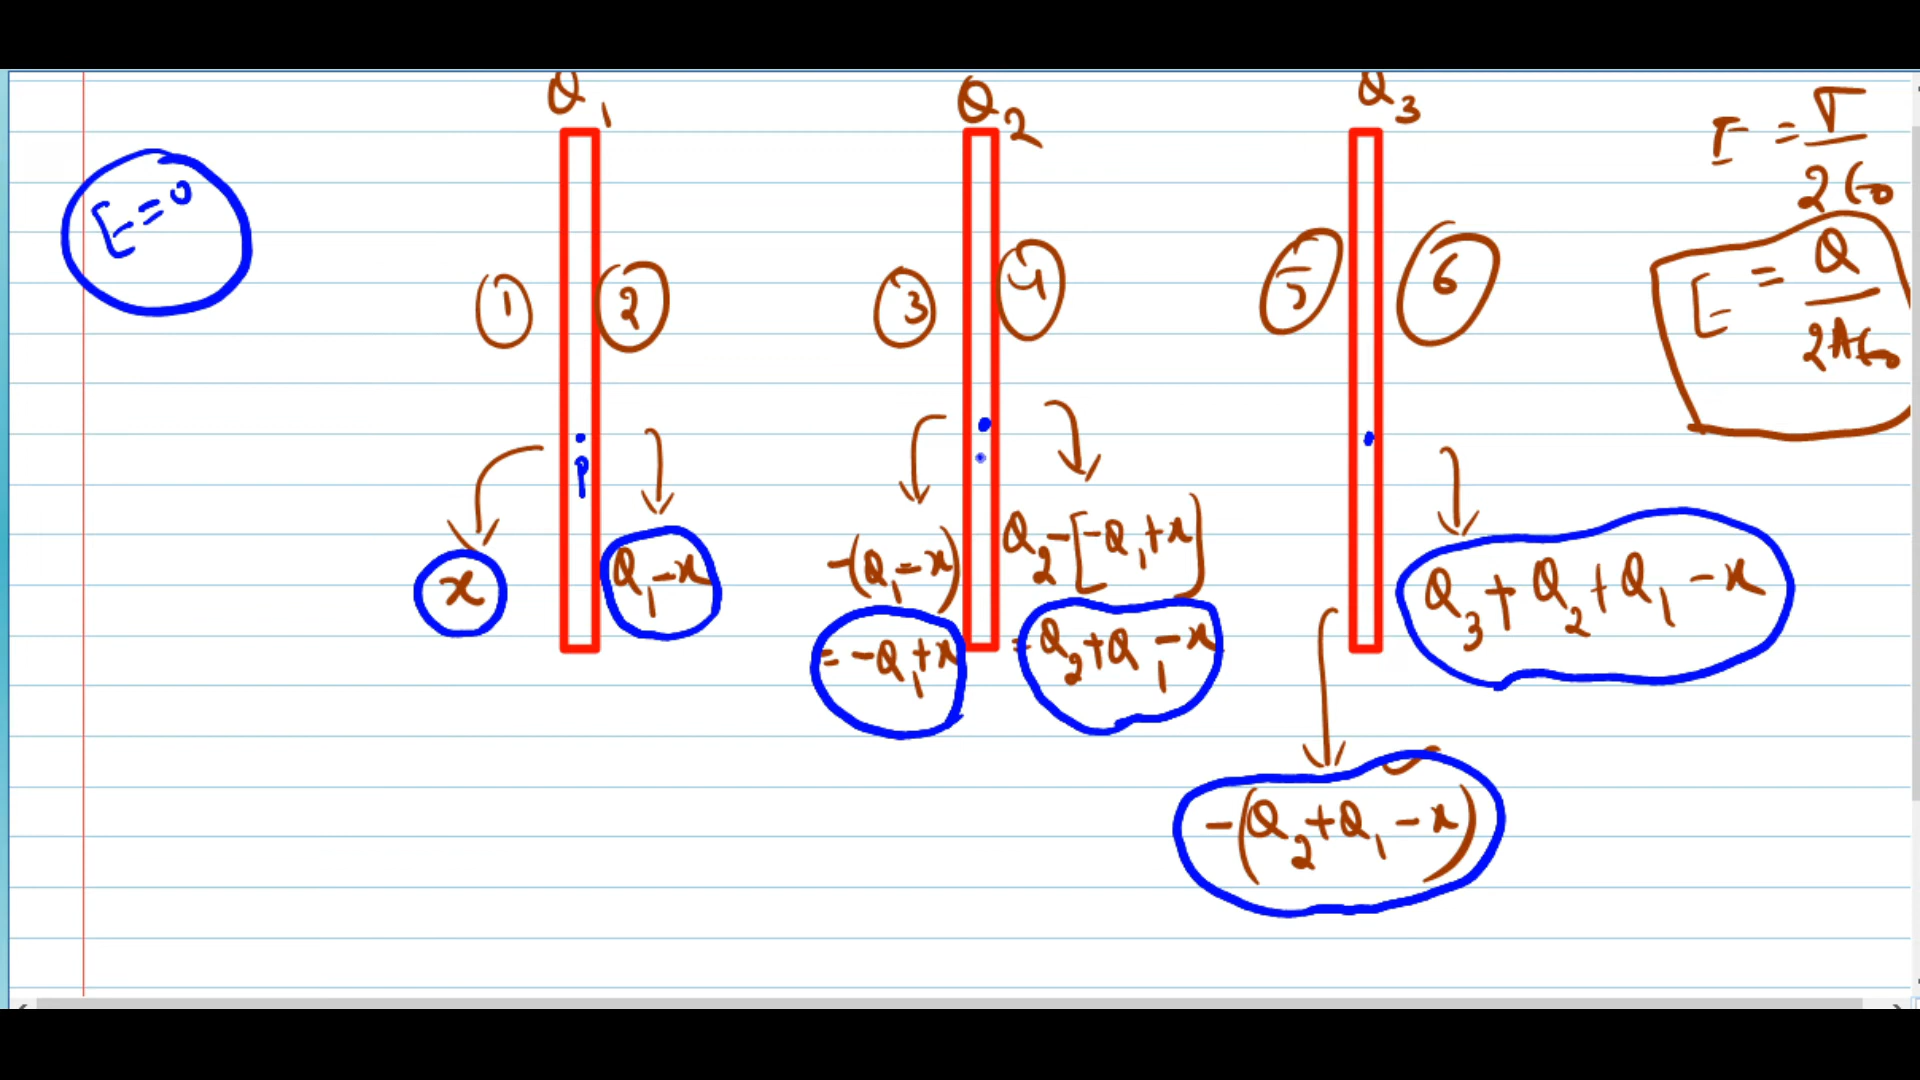 Q1 Q2 Q3
E = σ/2ε0
E = 0
E = Q/2Aε0
1 2 3 4 5 6
p
x Q1-x -(Q1-x) Q2-[-Q1+x] Q3+Q2+Q1-x
= -Q1+x = Q2+Q1-x
-(Q2+Q1-x)